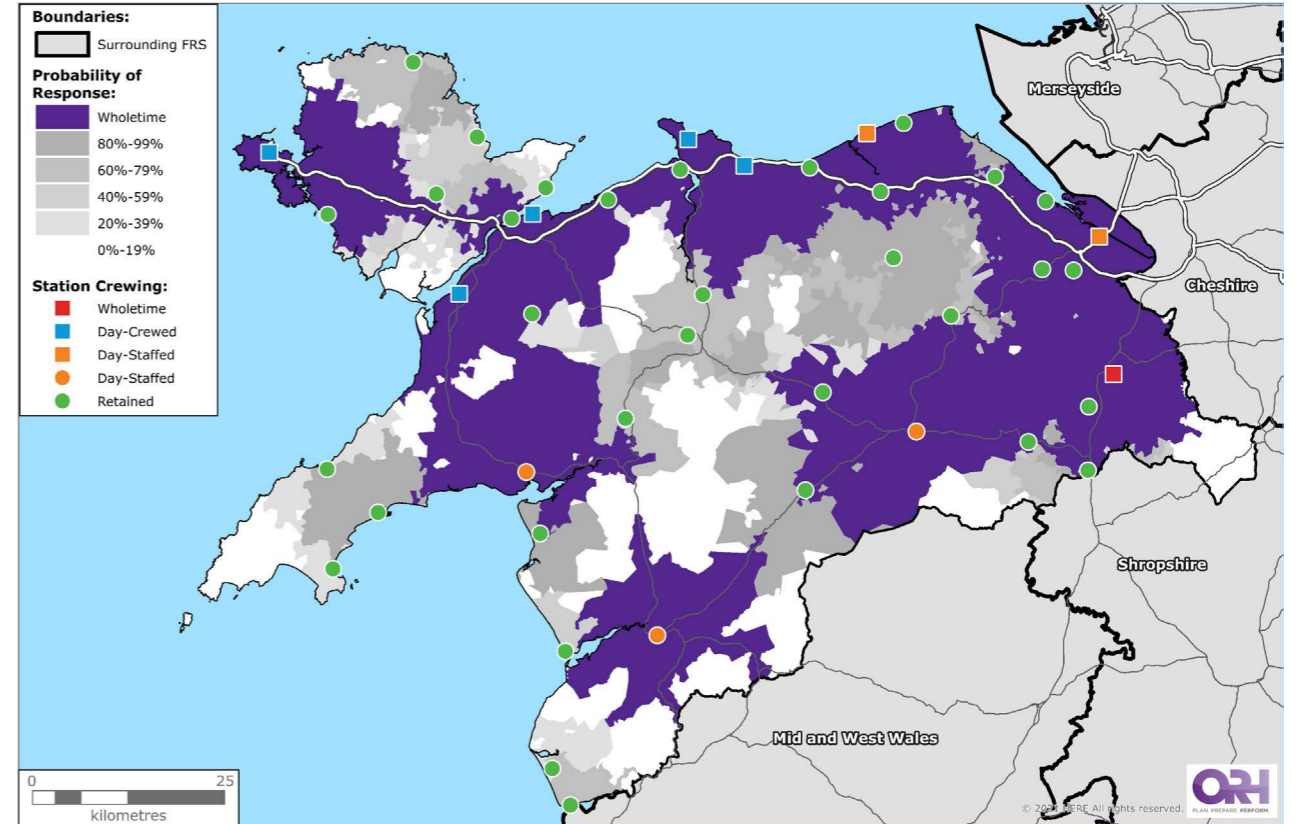 Boundaries:
Surrounding FRS
Probability of
Response:
Wholetime
80%-99%
60%-79%
40%-59%
20%-39%
0%-19%
Station Crewing:
Wholetime
Day-Crewed
Day-Staffed
Day-Staffed
Retained
Merseyside
Cheshire
Shropshire
Mid and West Wales
0 25
kilometres
ORH
PLAN. PREPARE. PERFORM.
© HERE All rights reserved.